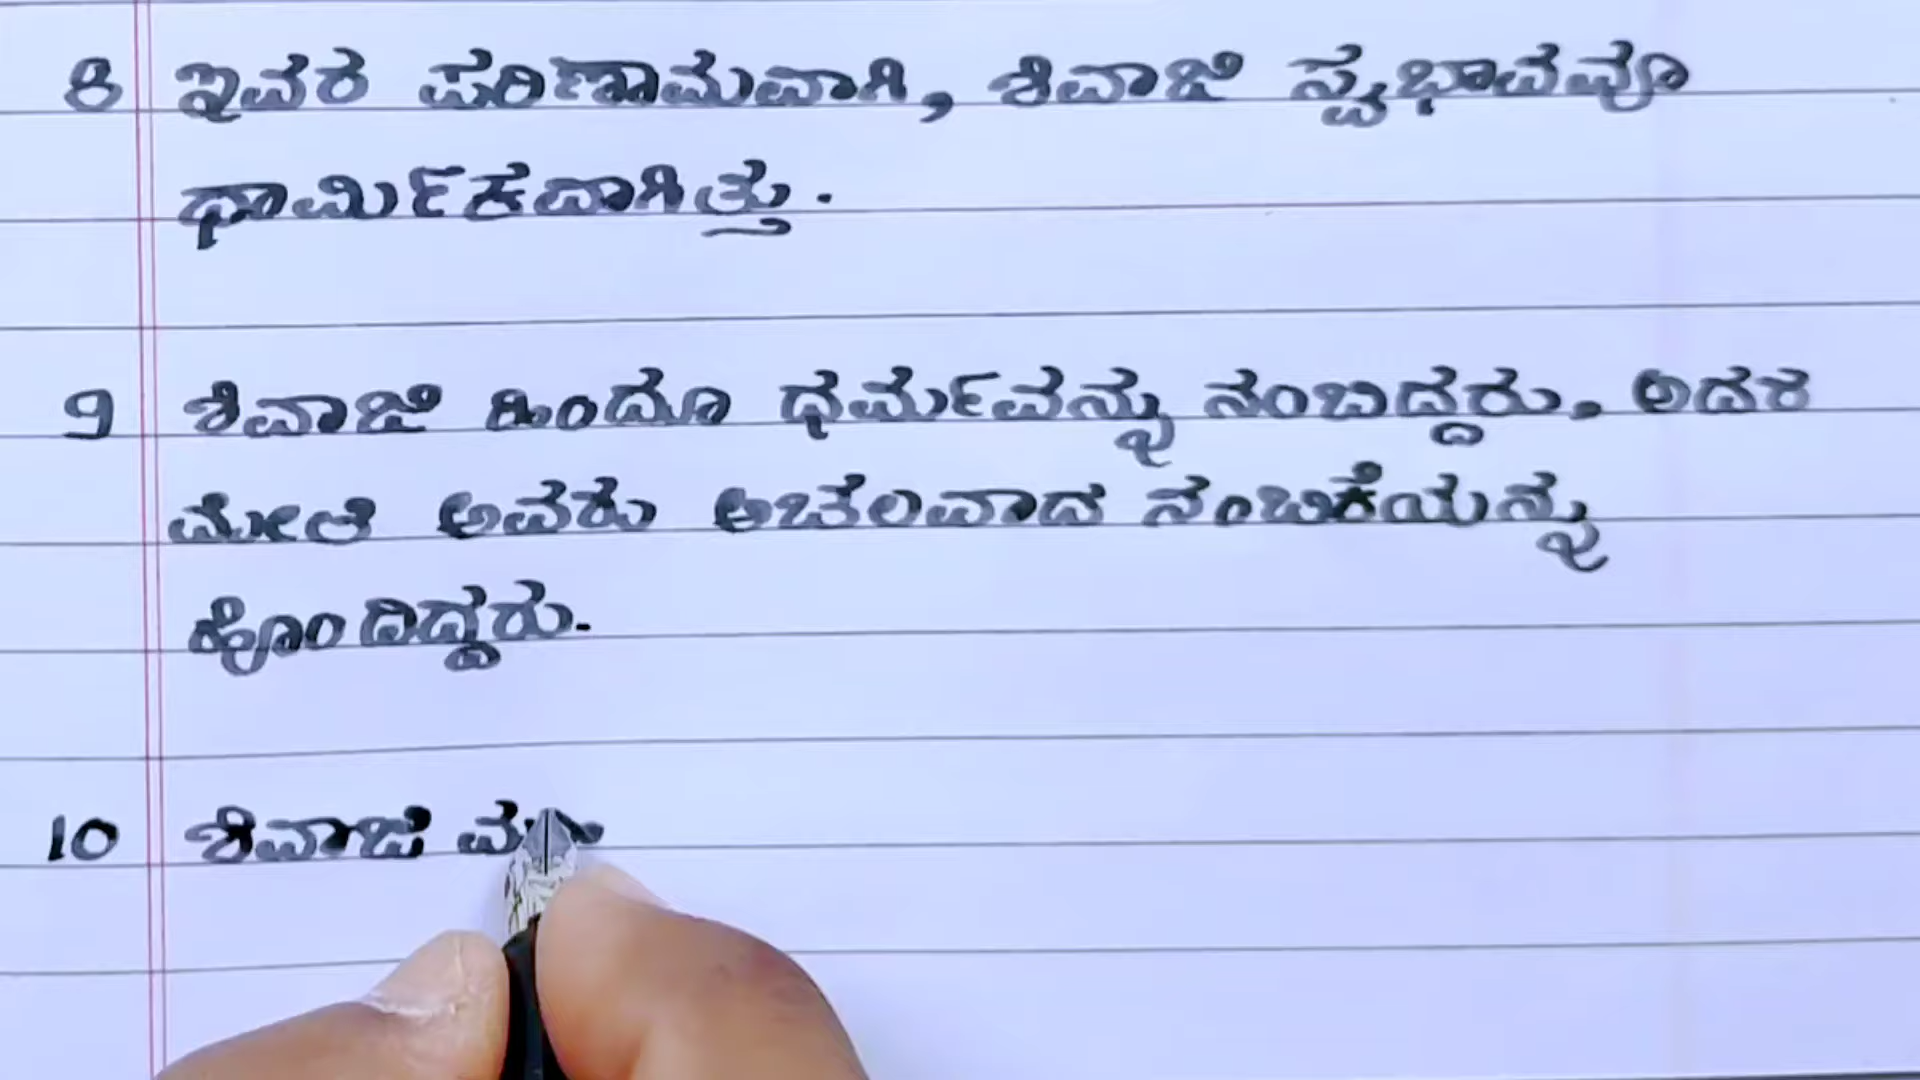 8 ಇವರ ಪರಿಣಾಮವಾಗಿ, ಶಿವಾಜಿ ಸ್ವಭಾವವೂ
ಧಾರ್ಮಿಕವಾಗಿತ್ತು.
9 ಶಿವಾಜಿ ಹಿಂದೂ ಧರ್ಮವನ್ನು ನಂಬಿದ್ದರು, ಅದರ
ಮೇಲೆ ಅವರು ಅಚಲವಾದ ನಂಬಿಕೆಯನ್ನು
ಹೊಂದಿದ್ದರು.
10 ಶಿವಾಜಿ